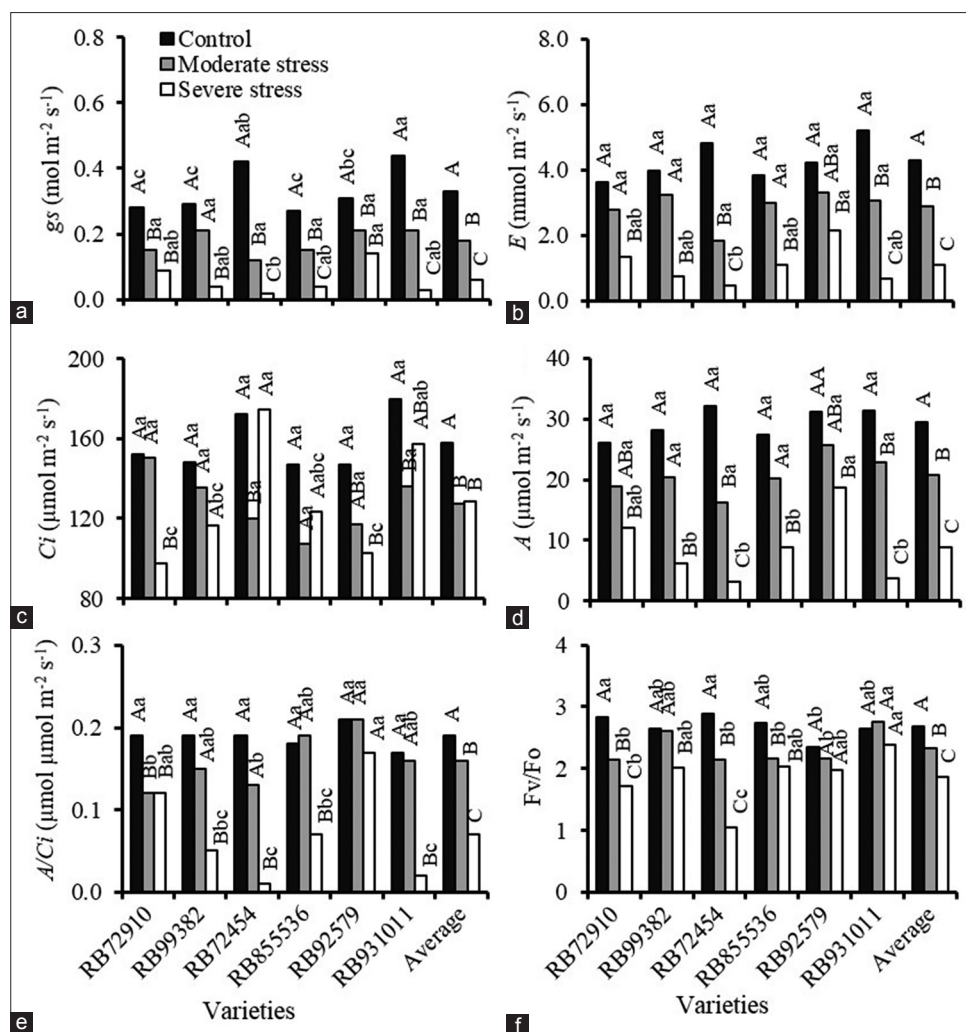 0.8
0.6
0.4
0.2
0.0
gs (mol m-2 s-1)
Control
Moderate stress
Severe stress
Ac Ba Bab Ac Aa Bab Aab Ba Cb Ac Ba Cab Abc Ba Ba Aa Ba Cab A B C
a
8.0
6.0
4.0
2.0
0.0
E (mmol m-2 s-1)
Aa Aa Bab Aa Aa Bab Aa Ba Cb Aa Aa Bab Aa ABa Ba Aa Ba Cab A B C
b
200
160
120
80
Ci (µmol m-2 s-1)
Aa Aa Bc Aa Aa Abc Aa Ba Aa Aa Aa Aabc Aa ABa Bc Aa Ba ABab A B B
c
40
30
20
10
0
A (µmol m-2 s-1)
Aa ABa Bab Aa Aa Bb Aa Ba Cb Aa Aa Bb AA ABa Ba Aa Ba Cb A B C
d
0.3
0.2
0.1
0.0
A/Ci (µmol µmol m-2 s-1)
Aa Bb Bab Aa Aab Bbc Aa Ab Bc Aa Aab Bbc Aa Aa Aa Aa Aab Bc A B C
RB72910 RB99382 RB72454 RB855536 RB92579 RB931011 Average
Varieties
e
4
3
2
1
0
Fv/Fo
Aa Bb Cb Aab Aab Bab Aa Bb Cc Aab Bb Bab Ab Ab Aab Aab Aa Aa A B C
RB72910 RB99382 RB72454 RB855536 RB92579 RB931011 Average
Varieties
f